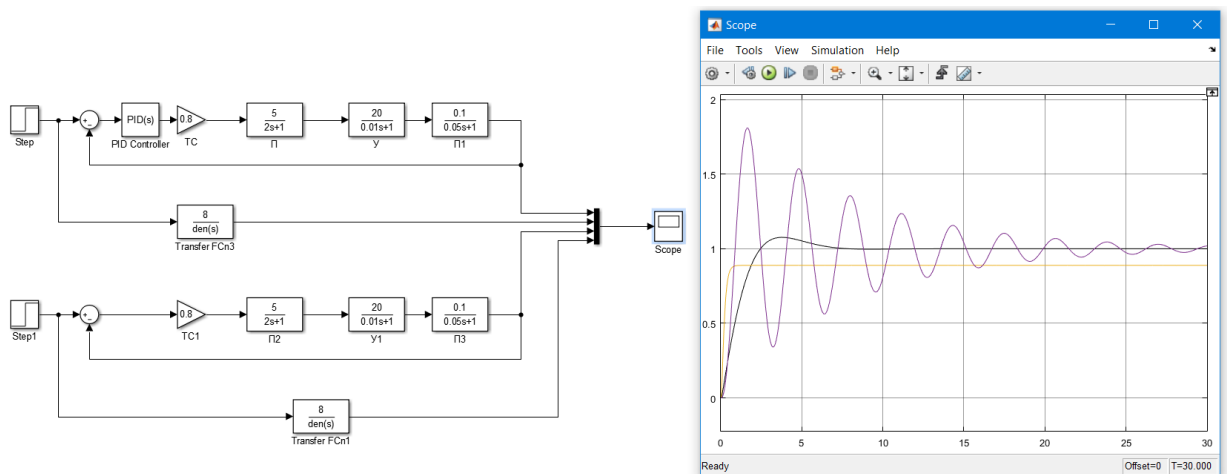 Step
+
-
PID(s)
PID Controller
0.8
TC
5
2s+1
П
20
0.01s+1
У
0.1
0.05s+1
П1
8
den(s)
Transfer FCn3
Scope
Step1
+
-
0.8
TC1
5
2s+1
П2
20
0.01s+1
У1
0.1
0.05s+1
П3
8
den(s)
Transfer FCn1
Scope
File Tools View Simulation Help
2
1.5
1
0.5
0
0 5 10 15 20 25 30
Ready Offset=0 T=30.000